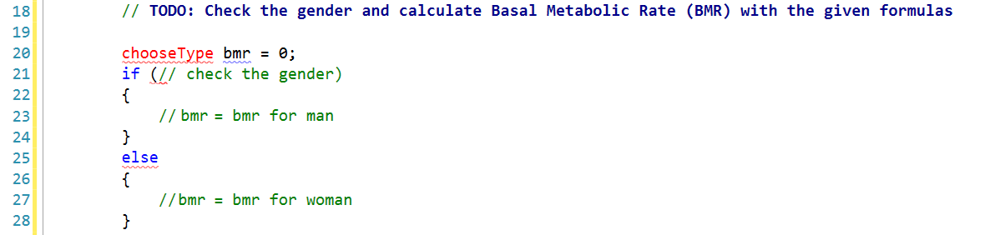 18 // TODO: Check the gender and calculate Basal Metabolic Rate (BMR) with the given formulas
19
20 chooseType bmr = 0;
21 if (// check the gender)
22 {
23 // bmr = bmr for man
24 }
25 else
26 {
27 //bmr = bmr for woman
28 }